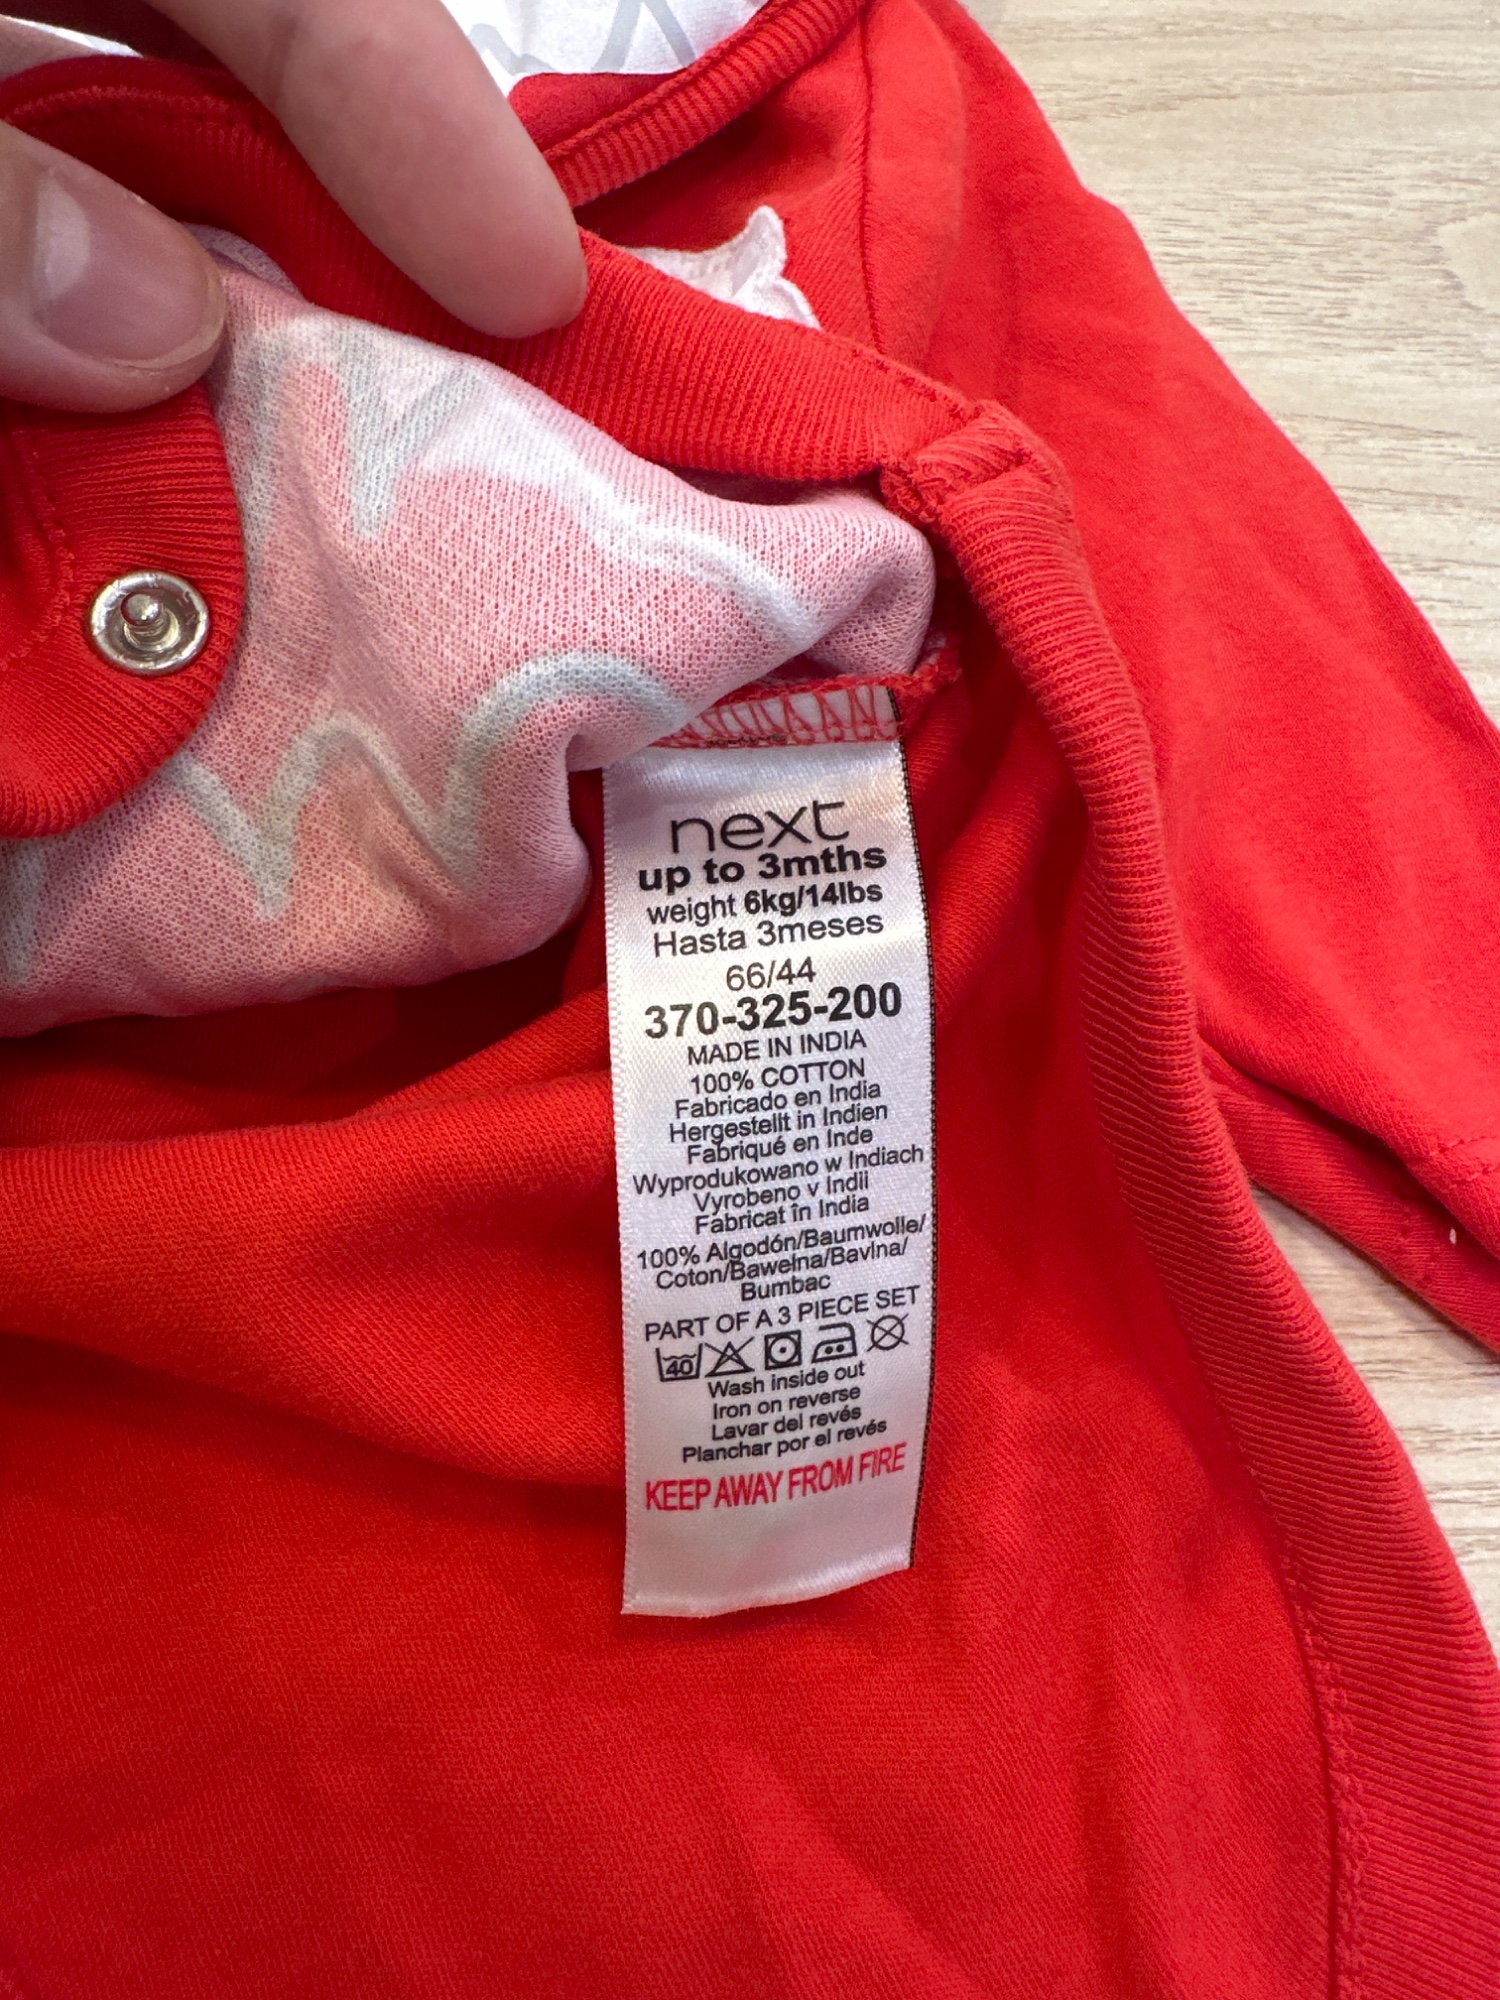 next
up to 3mths
weight 6kg/14lbs
Hasta 3meses
66/44
370-325-200
MADE IN INDIA
100% COTTON
Fabricado en India
Hergestellt in Indien
Fabriqué en Inde
Wyprodukowano w Indiach
Vyrobeno v Indii
Fabricat în India
100% Algodón/Baumwolle/
Coton/Bawełna/Bavlna/
Bumbac
PART OF A 3 PIECE SET
40
Wash inside out
Iron on reverse
Lavar del revés
Planchar por el revés
KEEP AWAY FROM FIRE